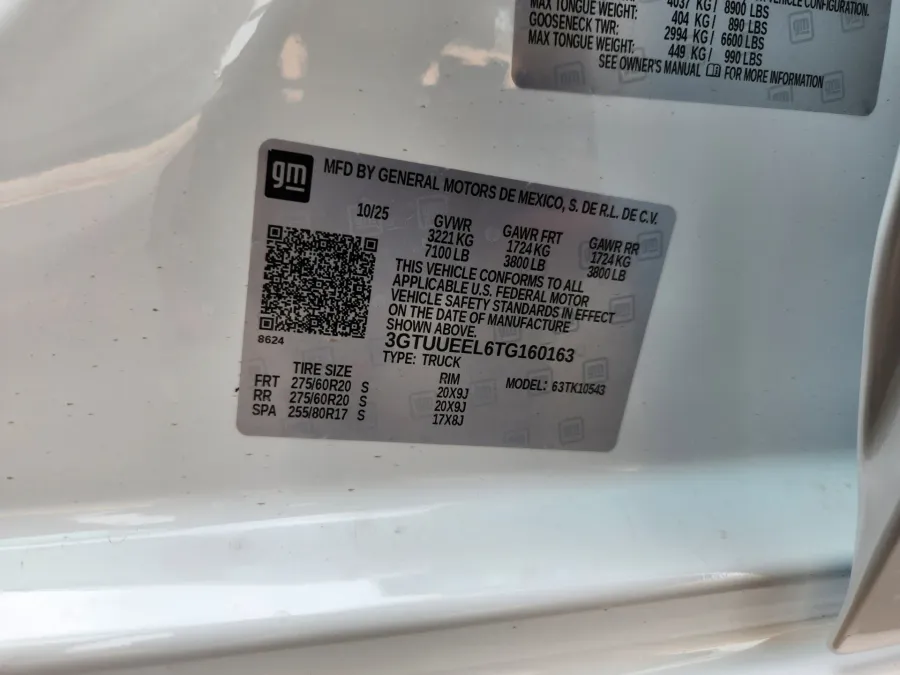 VEHICLE CONFIGURATION.
MAX TONGUE WEIGHT: 4037 KG/ 8900 LBS
GOOSENECK TWR: 404 KG/ 890 LBS
MAX TONGUE WEIGHT: 2994 KG/ 6600 LBS
449 KG/ 990 LBS
SEE OWNER'S MANUAL FOR MORE INFORMATION
gm MFD BY GENERAL MOTORS DE MEXICO, S. DE R.L. DE C.V.
10/25 GVWR GAWR FRT GAWR RR
3221 KG 1724 KG 1724 KG
7100 LB 3800 LB 3800 LB
THIS VEHICLE CONFORMS TO ALL
APPLICABLE U.S. FEDERAL MOTOR
VEHICLE SAFETY STANDARDS IN EFFECT
ON THE DATE OF MANUFACTURE
SHOWN ABOVE.
8624
3GTUUEEL6TG160163
TYPE: TRUCK
TIRE SIZE RIM MODEL: 63TK10543
FRT 275/60R20 S 20X9J
RR 275/60R20 S 20X9J
SPA 255/80R17 S 17X8J